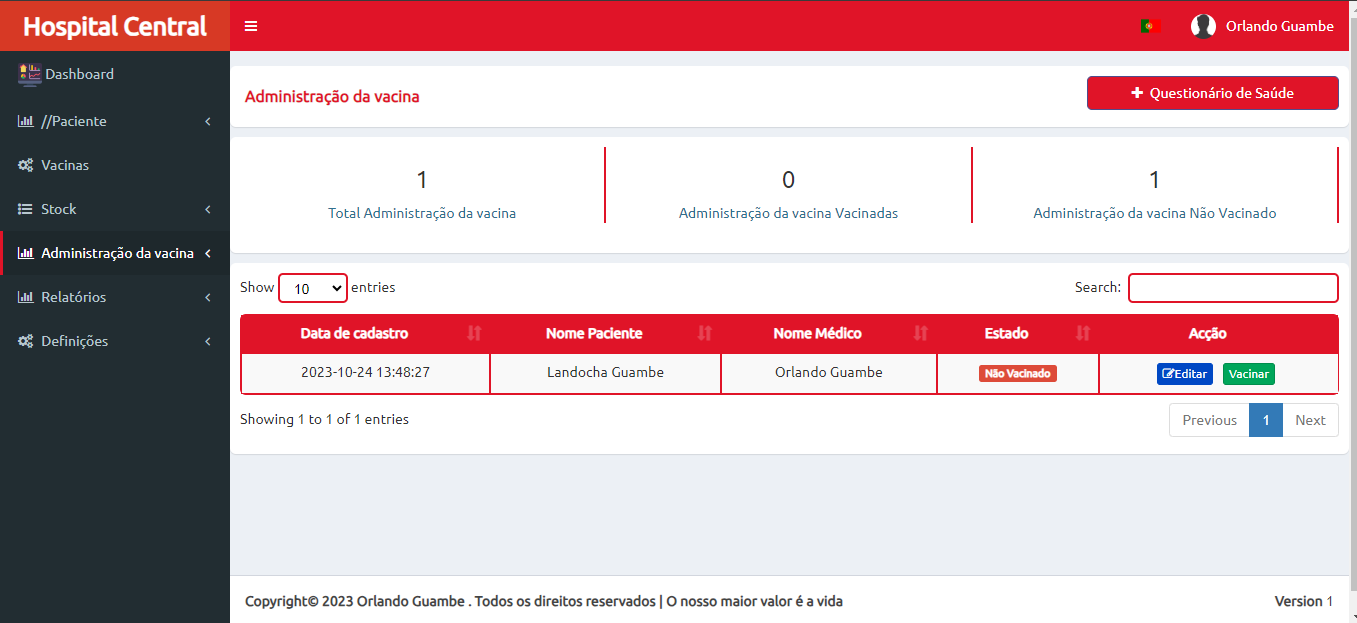 Hospital Central
Orlando Guambe
Dashboard
//Paciente
Vacinas
Stock
Administração da vacina
Relatórios
Definições
Administração da vacina
Questionário de Saúde
1
Total Administração da vacina
0
Administração da vacina Vacinadas
1
Administração da vacina Não Vacinado
Show 10 entries
Search:
Data de cadastro Nome Paciente Nome Médico Estado Acção
2023-10-24 13:48:27 Landocha Guambe Orlando Guambe Não Vacinado Editar Vacinar
Showing 1 to 1 of 1 entries
Previous 1 Next
Copyright© 2023 Orlando Guambe . Todos os direitos reservados | O nosso maior valor é a vida
Version 1